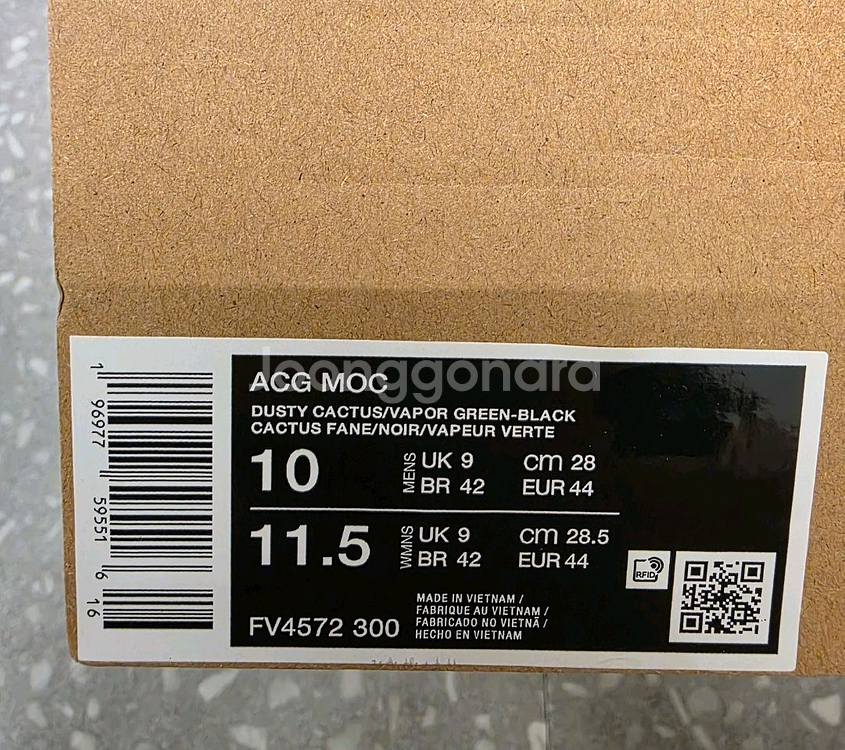 joonggonara
ACG MOC
DUSTY CACTUS/VAPOR GREEN-BLACK
CACTUS FANE/NOIR/VAPEUR VERTE
10 MENS UK 9 cm 28
BR 42 EUR 44
11.5 WMNS UK 9 cm 28.5
BR 42 EUR 44
RFID
FV4572 300
MADE IN VIETNAM /
FABRIQUE AU VIETNAM /
FABRICADO NO VIETNÃ /
HECHO EN VIETNAM
1 96977 59551 6 16